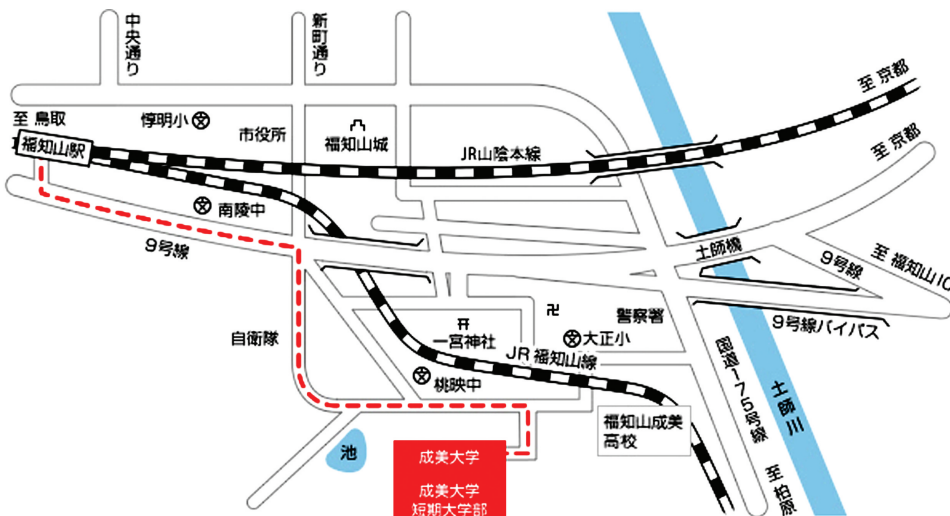 中央通り
新町通り
至 京都
至 鳥取
惇明小
市役所
福知山城
福知山駅
JR山陰本線
至 京都
南陵中
9号線
土師橋
9号線
至 福知山IC
自衛隊
一宮神社
警察署
大正小
9号線バイパス
JR 福知山線
桃映中
国道175号線
土師川
福知山成美
高校
池
成美大学
成美大学
短期大学部
至 柏原